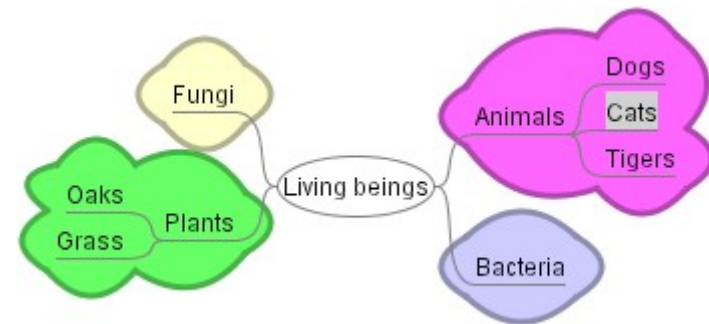 Living beings
Fungi
Plants
Oaks
Grass
Animals
Dogs
Cats
Tigers
Bacteria